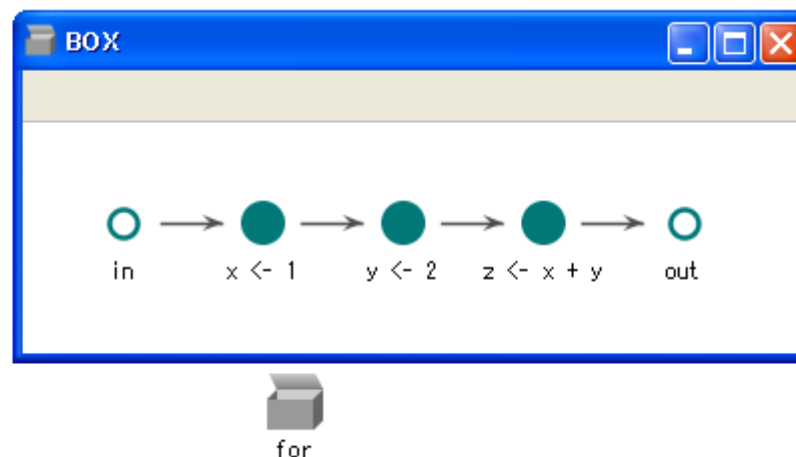 BOX
in
x <- 1
y <- 2
z <- x + y
out
for